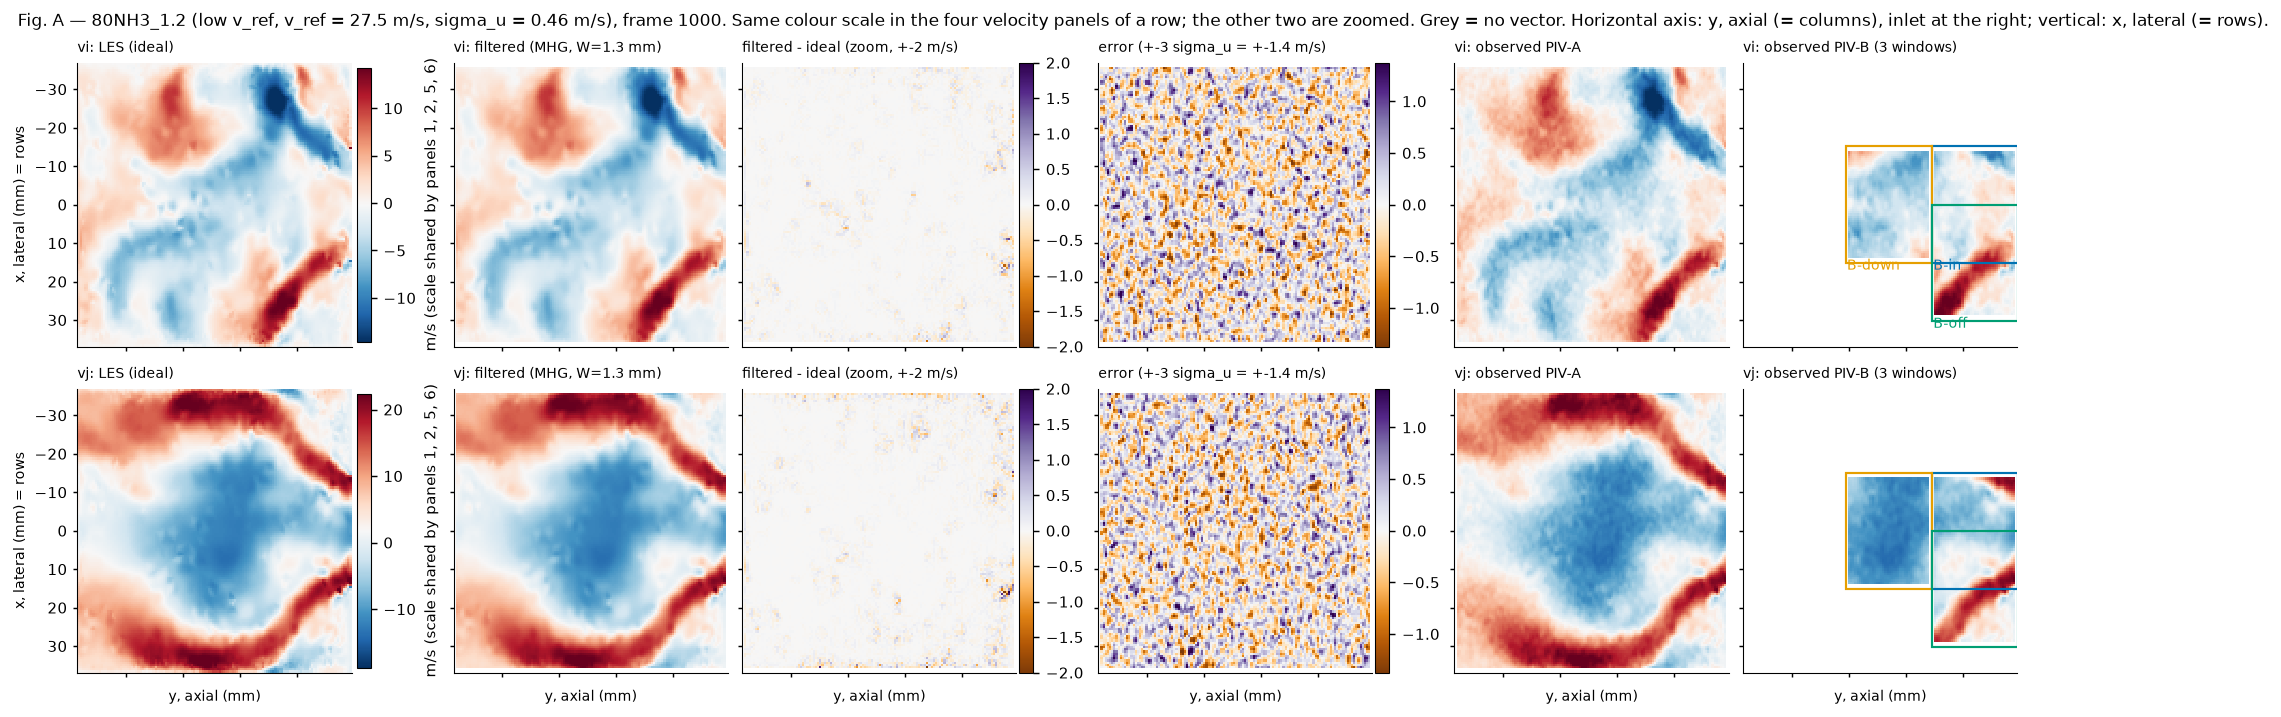 Fig. A — 80NH3_1.2 (low v_ref, v_ref = 27.5 m/s, sigma_u = 0.46 m/s), frame 1000. Same colour scale in the four velocity panels of a row; the other two are zoomed. Grey = no vector. Horizontal axis: y, axial (= columns), inlet at the right; vertical: x, lateral (= rows).
vi: LES (ideal)
vi: filtered (MHG, W=1.3 mm)
filtered - ideal (zoom, +-2 m/s)
error (+-3 sigma_u = +-1.4 m/s)
vi: observed PIV-A
vi: observed PIV-B (3 windows)
x, lateral (mm) = rows
−30
−20
−10
0
10
20
30
10
5
0
−5
−10
m/s (scale shared by panels 1, 2, 5, 6)
2.0
1.5
1.0
0.5
0.0
−0.5
−1.0
−1.5
−2.0
1.0
0.5
0.0
−0.5
−1.0
B-down
B-in
B-off
vj: LES (ideal)
vj: filtered (MHG, W=1.3 mm)
filtered - ideal (zoom, +-2 m/s)
error (+-3 sigma_u = +-1.4 m/s)
vj: observed PIV-A
vj: observed PIV-B (3 windows)
x, lateral (mm) = rows
−30
−20
−10
0
10
20
30
20
10
0
−10
m/s (scale shared by panels 1, 2, 5, 6)
2.0
1.5
1.0
0.5
0.0
−0.5
−1.0
−1.5
−2.0
1.0
0.5
0.0
−0.5
−1.0
y, axial (mm)
y, axial (mm)
y, axial (mm)
y, axial (mm)
y, axial (mm)
y, axial (mm)